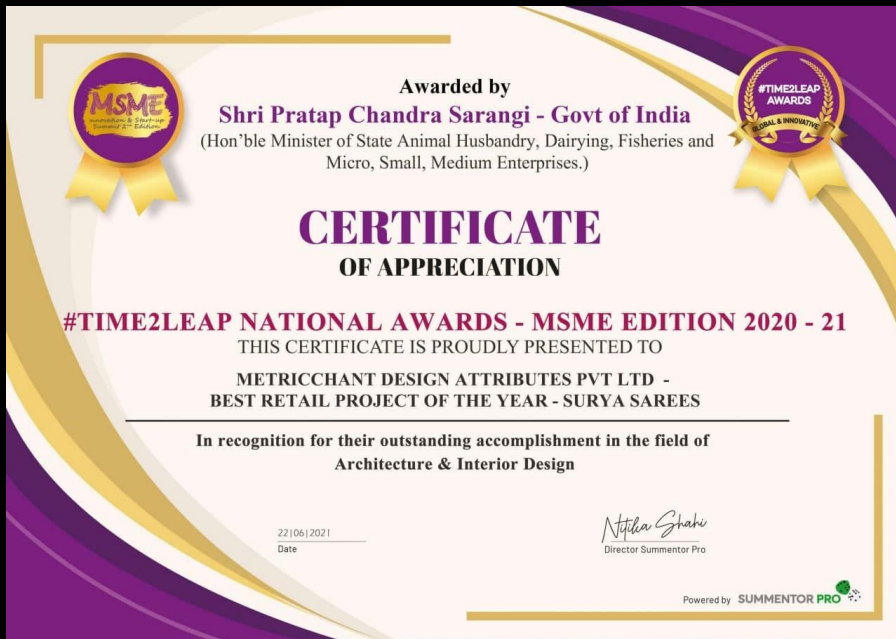 MSME
Innovation & Start-up
Summit 2nd Edition
#TIME2LEAP
AWARDS
GLOBAL & INNOVATIVE
Awarded by
Shri Pratap Chandra Sarangi - Govt of India
(Hon'ble Minister of State Animal Husbandry, Dairying, Fisheries and
Micro, Small, Medium Enterprises.)
CERTIFICATE
OF APPRECIATION
#TIME2LEAP NATIONAL AWARDS - MSME EDITION 2020 - 21
THIS CERTIFICATE IS PROUDLY PRESENTED TO
METRICCHANT DESIGN ATTRIBUTES PVT LTD -
BEST RETAIL PROJECT OF THE YEAR - SURYA SAREES
In recognition for their outstanding accomplishment in the field of
Architecture & Interior Design
22|06|2021
Date
Nitika Shahi
Director Summentor Pro
Powered by SUMMENTOR PRO